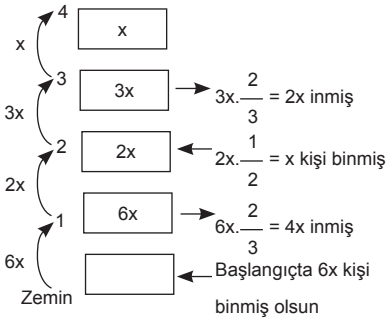 4
x
x
3
3x
3x . 2/3 = 2x inmiş
3x
2
2x
2x . 1/2 = x kişi binmiş
2x
1
6x
6x . 2/3 = 4x inmiş
6x
Başlangıçta 6x kişi
Zemin
binmiş olsun